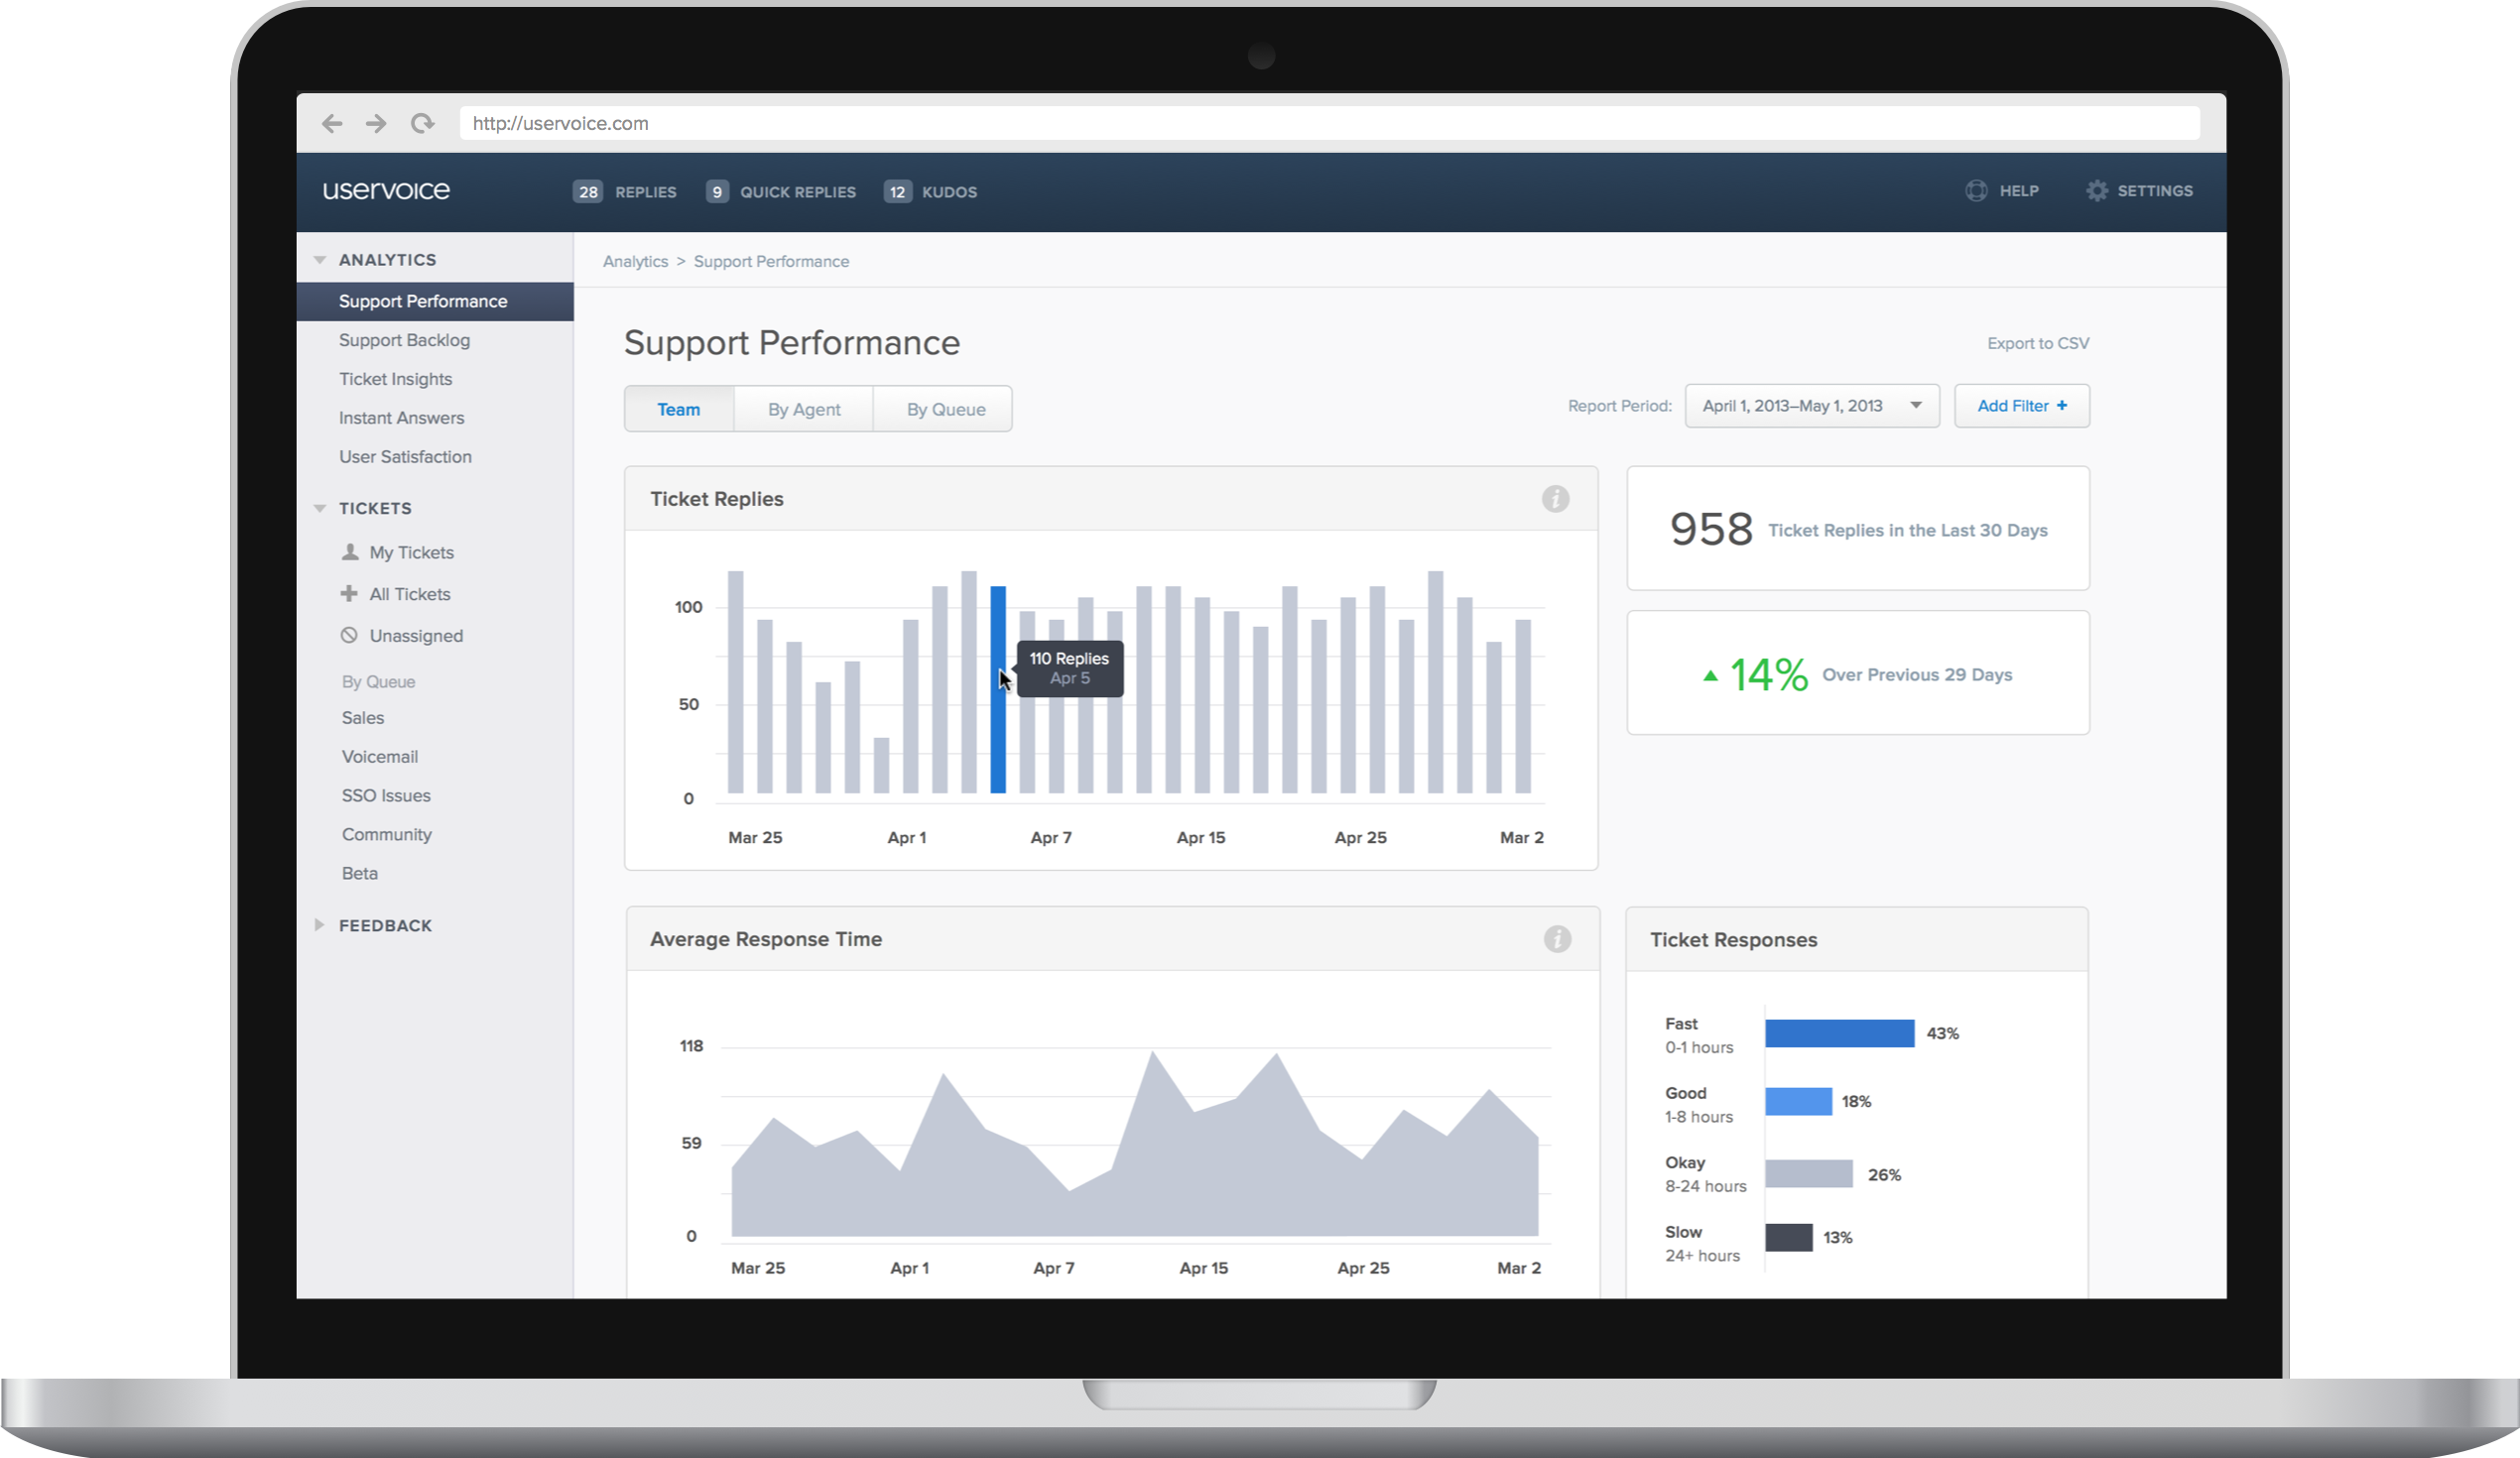 http://uservoice.com
uservoice
28 REPLIES 9 QUICK REPLIES 12 KUDOS
HELP SETTINGS
ANALYTICS
Support Performance
Support Backlog
Ticket Insights
Instant Answers
User Satisfaction
TICKETS
My Tickets
All Tickets
Unassigned
By Queue
Sales
Voicemail
SSO Issues
Community
Beta
FEEDBACK
Analytics > Support Performance
Support Performance
Export to CSV
Team By Agent By Queue
Report Period: April 1, 2013–May 1, 2013 Add Filter +
Ticket Replies
i
100
50
0
110 Replies
Apr 5
Mar 25 Apr 1 Apr 7 Apr 15 Apr 25 Mar 2
958 Ticket Replies in the Last 30 Days
14% Over Previous 29 Days
Average Response Time
i
118
59
0
Mar 25 Apr 1 Apr 7 Apr 15 Apr 25 Mar 2
Ticket Responses
Fast
0-1 hours
43%
Good
1-8 hours
18%
Okay
8-24 hours
26%
Slow
24+ hours
13%